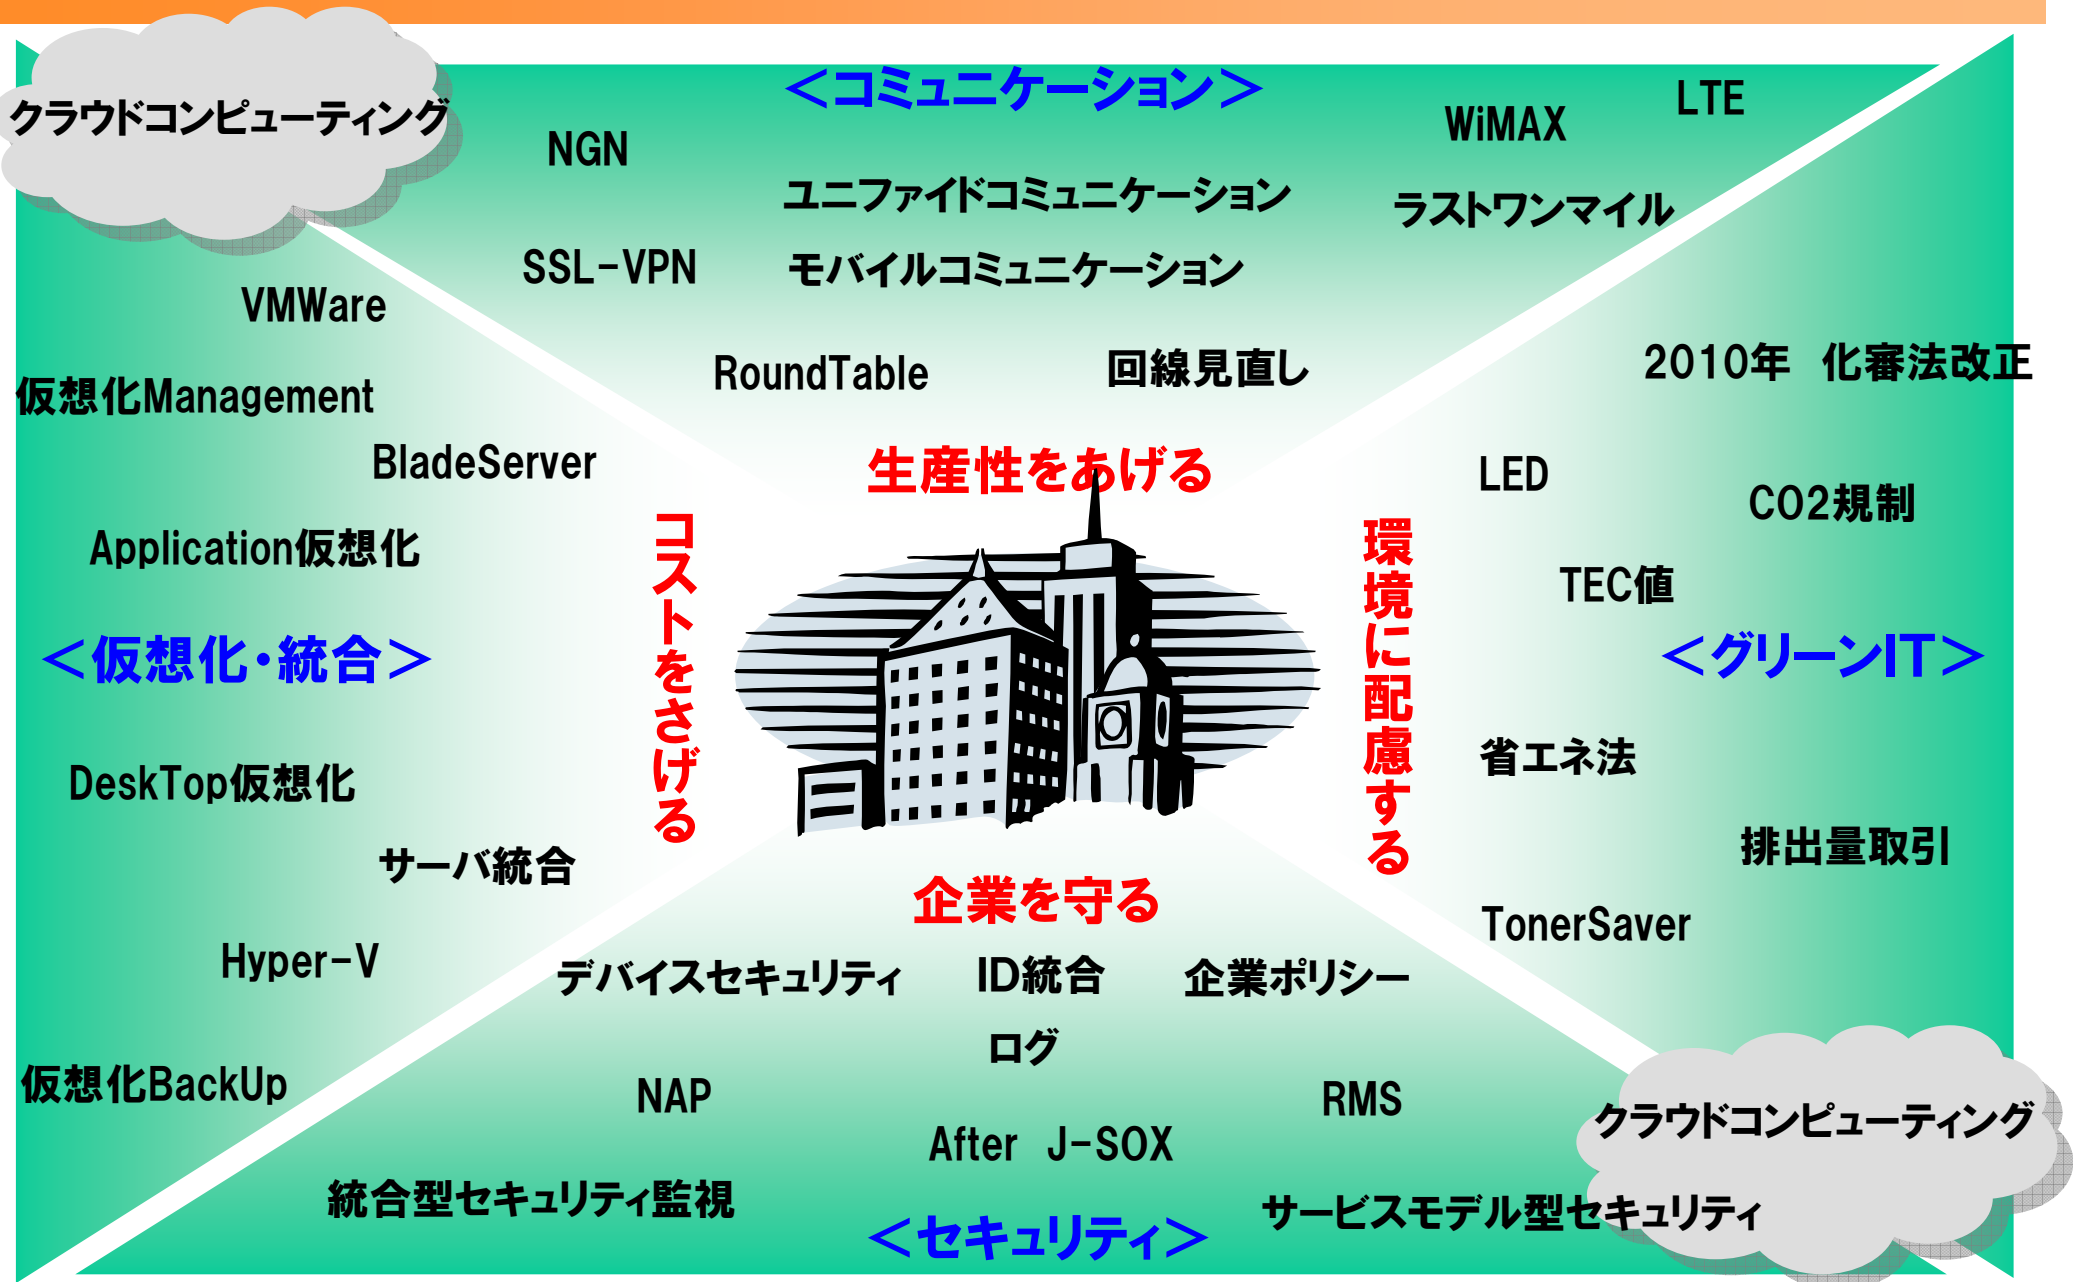 クラウドコンピューティング
＜コミュニケーション＞
LTE
WiMAX
NGN
ユニファイドコミュニケーション
ラストワンマイル
SSL-VPN
モバイルコミュニケーション
RoundTable
回線見直し
生産性をあげる
VMWare
仮想化Management
BladeServer
Application仮想化
＜仮想化・統合＞
DeskTop仮想化
サーバ統合
Hyper-V
仮想化BackUp
コストをさげる
環境に配慮する
2010年　化審法改正
LED
CO2規制
TEC値
＜グリーンIT＞
省エネ法
排出量取引
TonerSaver
企業を守る
デバイスセキュリティ
ID統合
企業ポリシー
ログ
NAP
RMS
After J-SOX
統合型セキュリティ監視
サービスモデル型セキュリティ
＜セキュリティ＞
クラウドコンピューティング